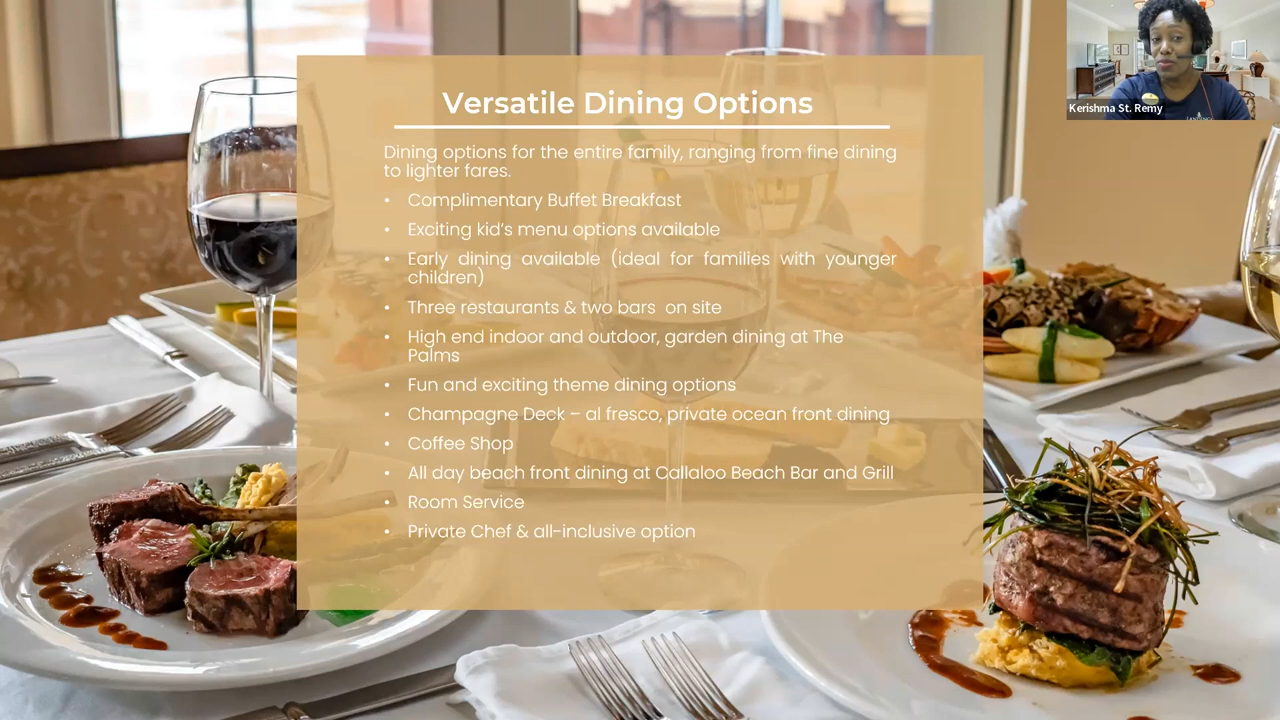 Versatile Dining Options
Kerishma St. Remy
Dining options for the entire family, ranging from fine dining
to lighter fares.
• Complimentary Buffet Breakfast
• Exciting kid's menu options available
• Early dining available (ideal for families with younger
children)
• Three restaurants & two bars on site
• High end indoor and outdoor, garden dining at The
Palms
• Fun and exciting theme dining options
• Champagne Deck – al fresco, private ocean front dining
• Coffee Shop
• All day beach front dining at Callaloo Beach Bar and Grill
• Room Service
• Private Chef & all-inclusive option